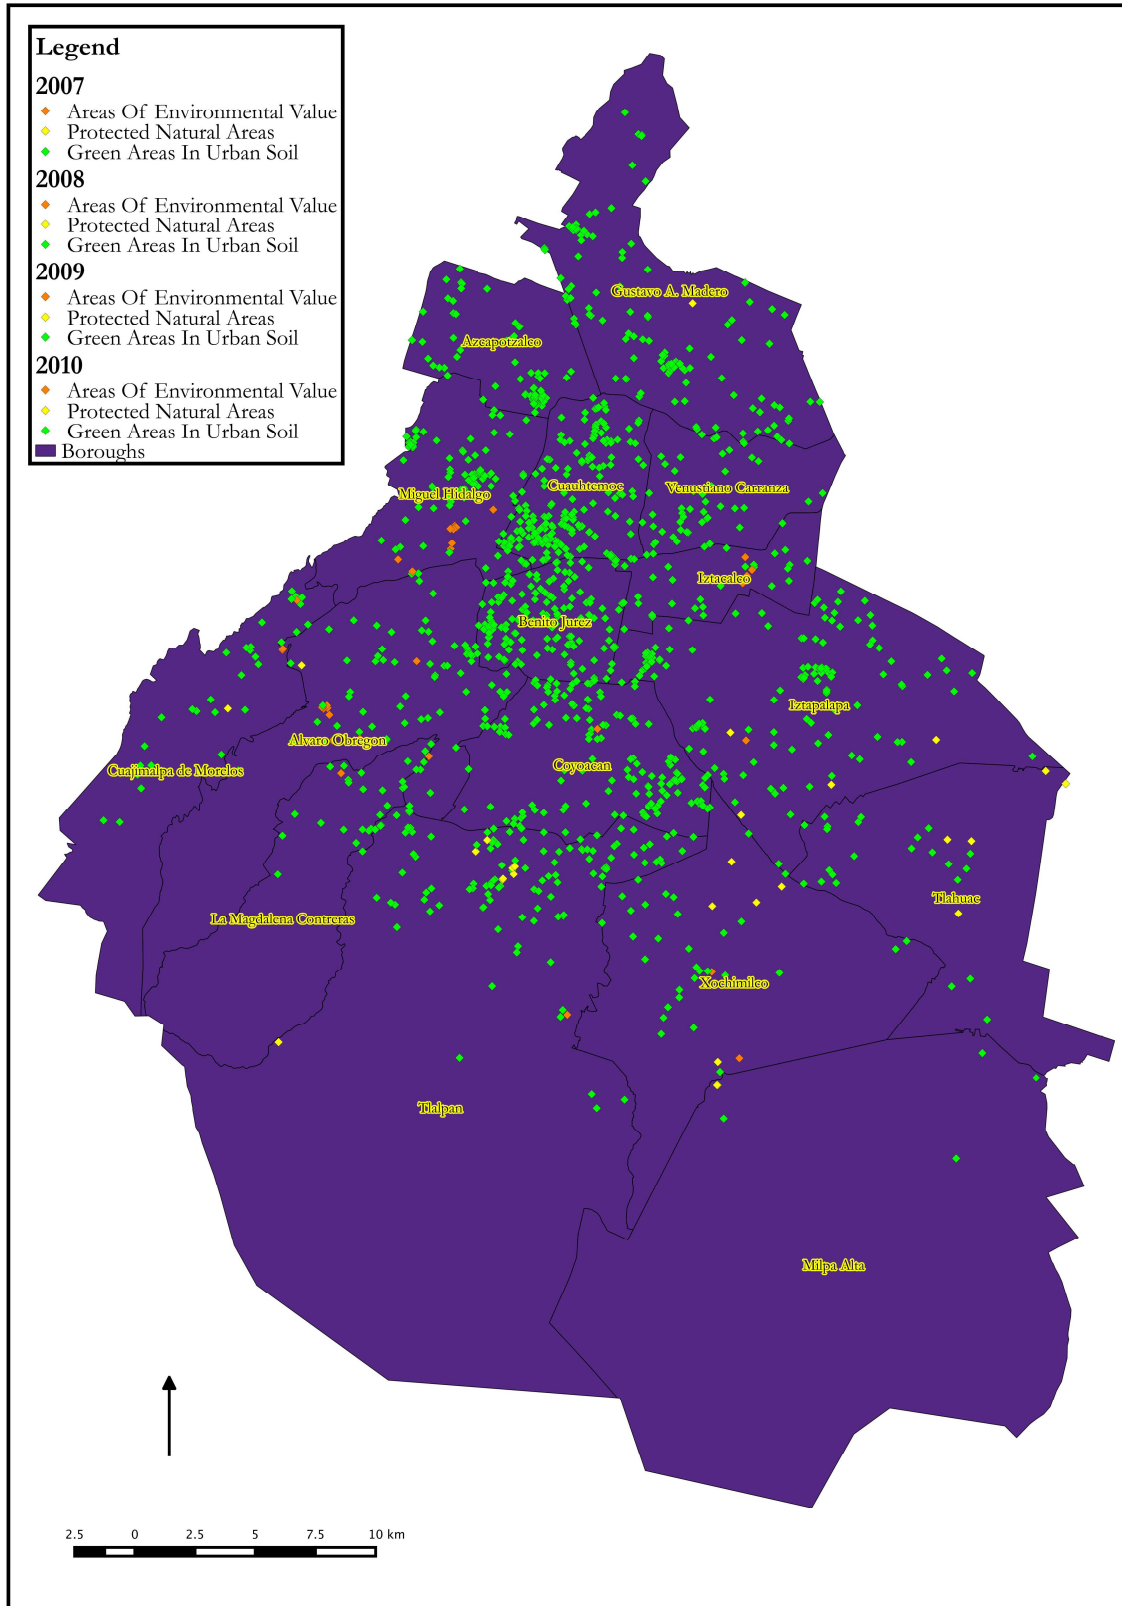 Legend
2007
Areas Of Environmental Value
Protected Natural Areas
Green Areas In Urban Soil
2008
Areas Of Environmental Value
Protected Natural Areas
Green Areas In Urban Soil
2009
Areas Of Environmental Value
Protected Natural Areas
Green Areas In Urban Soil
2010
Areas Of Environmental Value
Protected Natural Areas
Green Areas In Urban Soil
Boroughs
Gustavo A. Madero
Azcapotzalco
Miguel Hidalgo
Cuauhtemoc
Venustiano Carranza
Iztacalco
Benito Jurez
Iztapalapa
Alvaro Obregon
Coyoacan
Cuajimalpa de Morelos
Tlahuac
La Magdalena Contreras
Xochimilco
Tlalpan
Milpa Alta
2.5 0 2.5 5 7.5 10 km